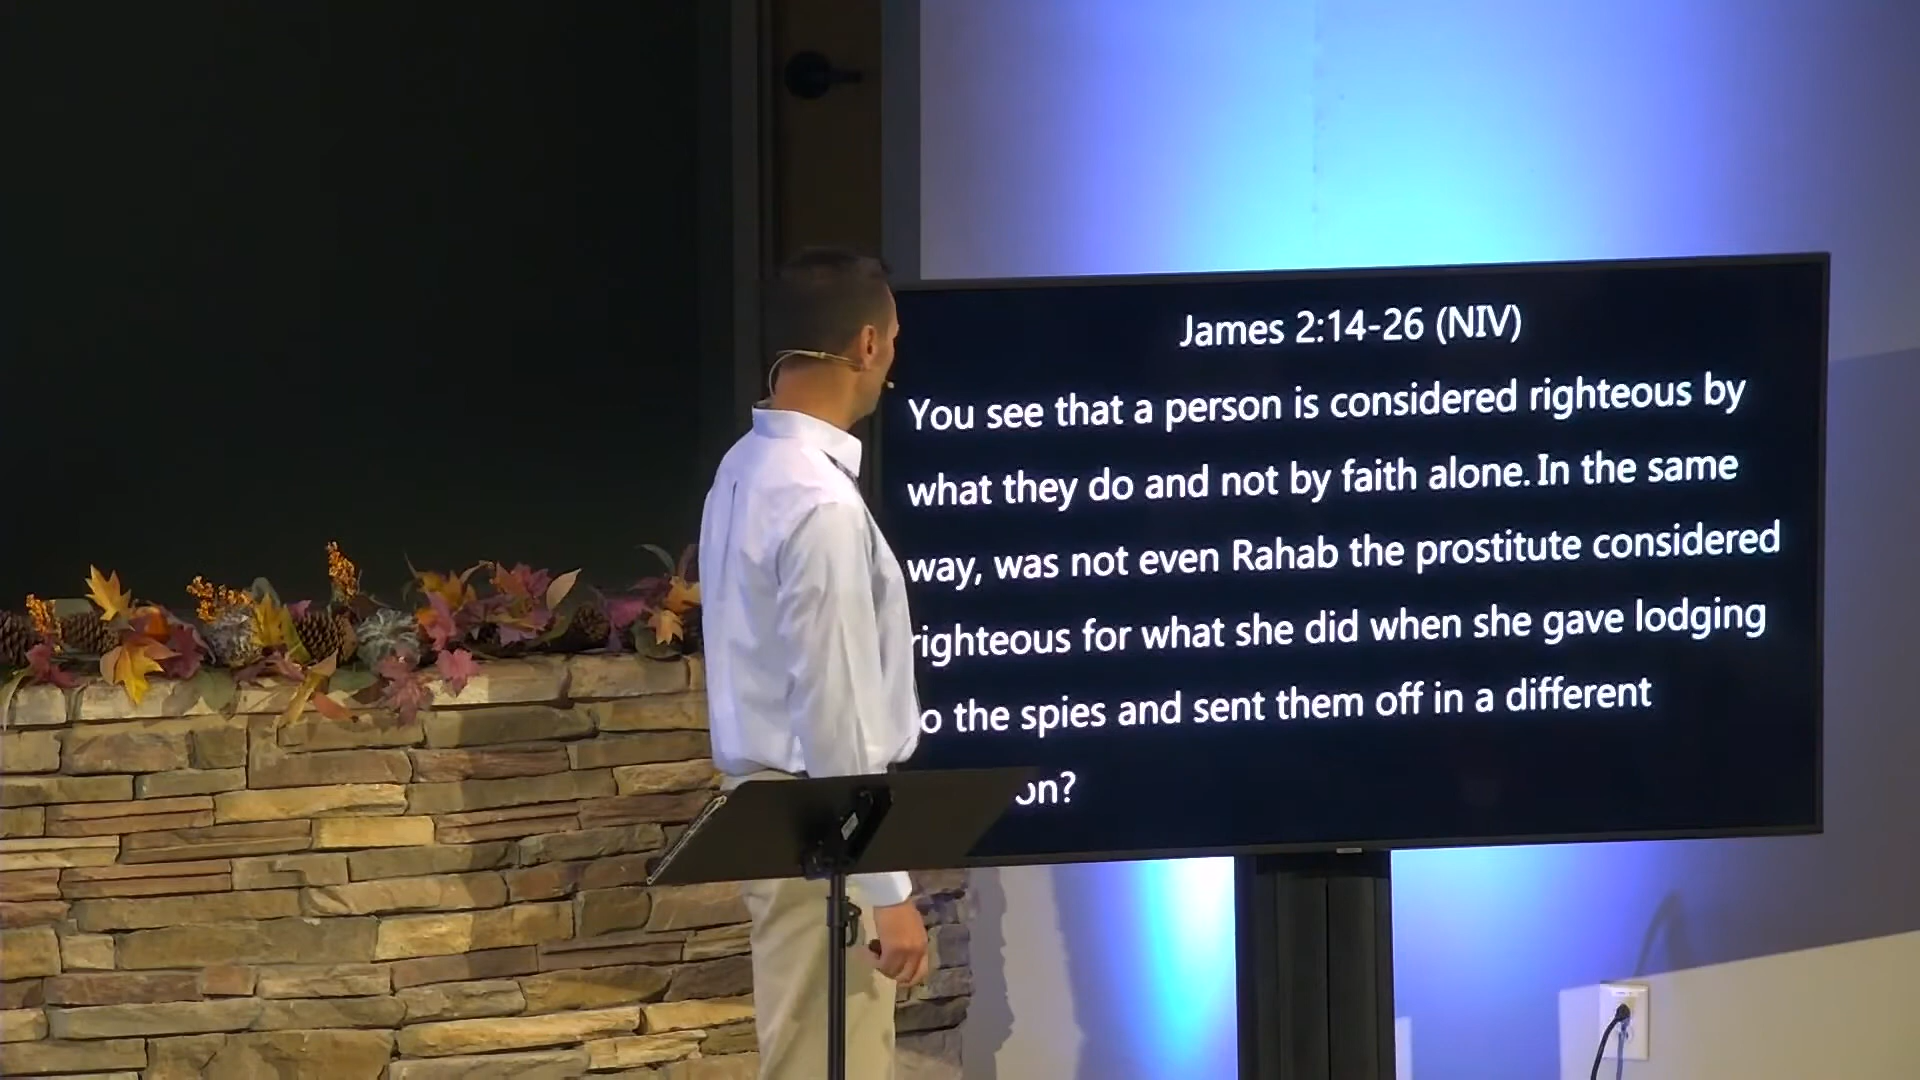 James 2:14-26 (NIV)
You see that a person is considered righteous by
what they do and not by faith alone. In the same
way, was not even Rahab the prostitute considered
righteous for what she did when she gave lodging
the spies and sent them off in a different